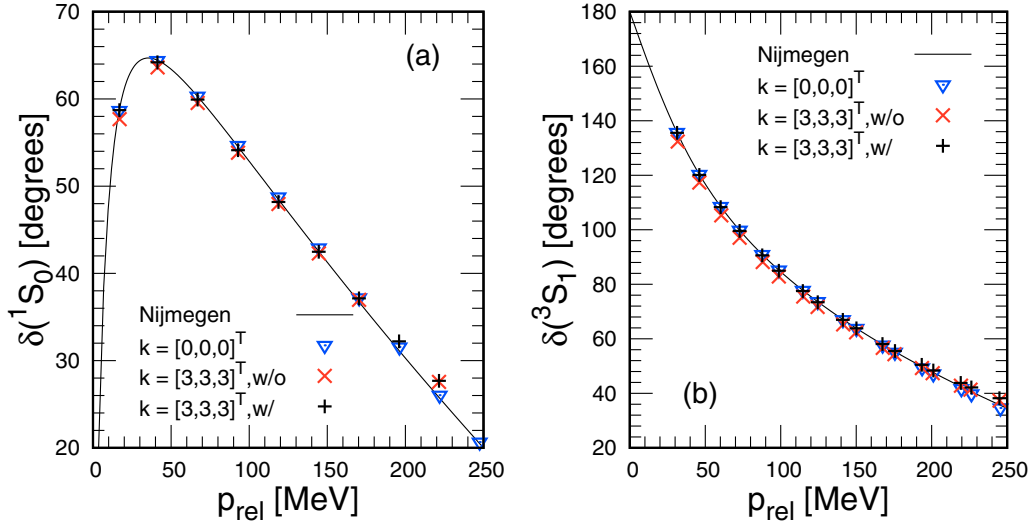 70
60
50
40
30
20
δ(¹S₀) [degrees]
(a)
Nijmegen
k = [0,0,0]ᵀ
k = [3,3,3]ᵀ,w/o
k = [3,3,3]ᵀ,w/
0 50 100 150 200 250
p_rel [MeV]
180
160
140
120
100
80
60
40
20
δ(³S₁) [degrees]
Nijmegen
k = [0,0,0]ᵀ
k = [3,3,3]ᵀ,w/o
k = [3,3,3]ᵀ,w/
(b)
0 50 100 150 200 250
p_rel [MeV]